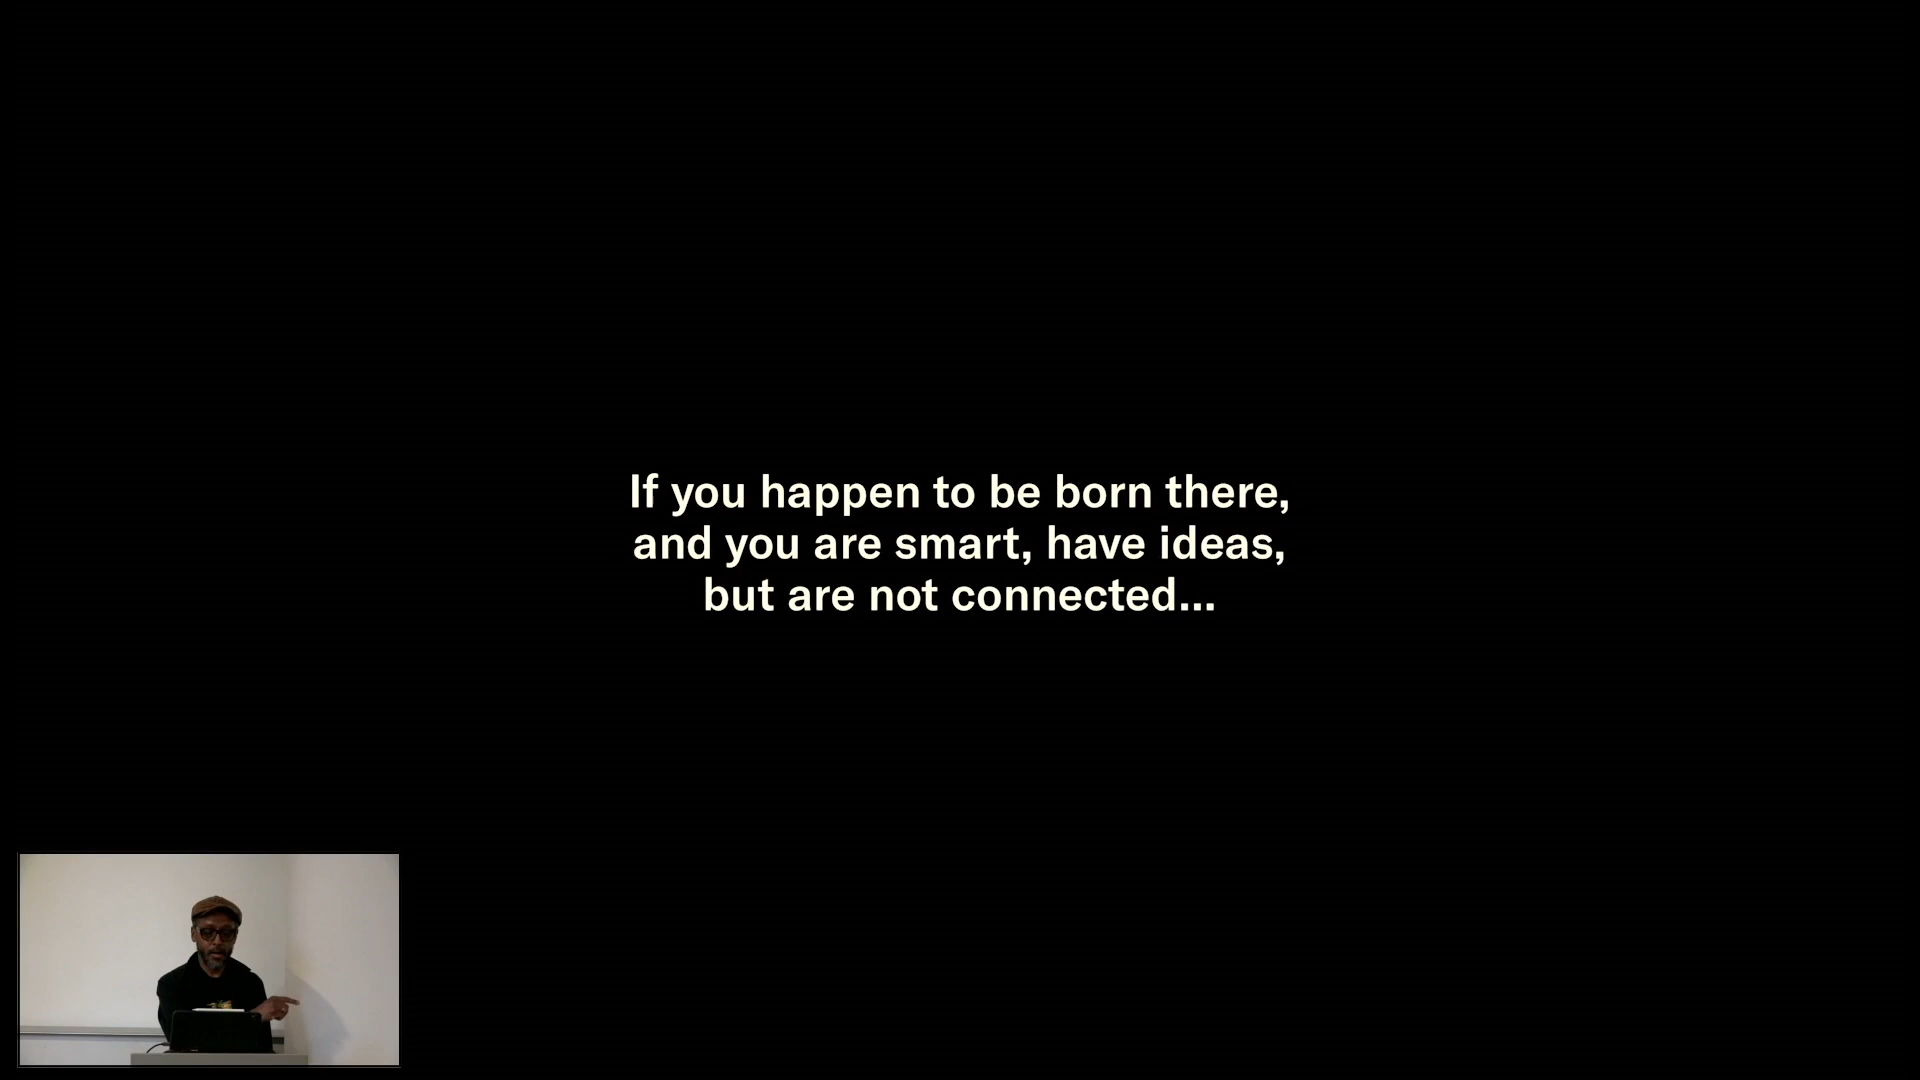 If you happen to be born there,
and you are smart, have ideas,
but are not connected...